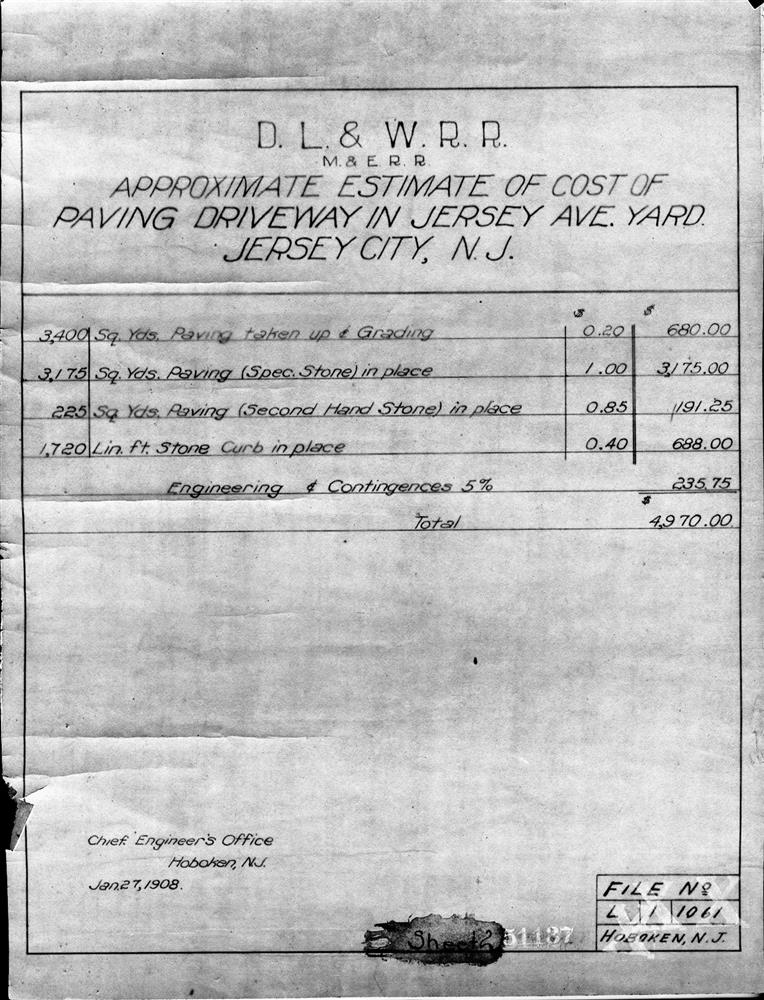 D. L. & W. R. R.
M. & E. R. R.
APPROXIMATE ESTIMATE OF COST OF
PAVING DRIVEWAY IN JERSEY AVE. YARD.
JERSEY CITY, N. J.
$ $
3,400 Sq. Yds. Paving taken up & Grading 0.20 680.00
3,175 Sq. Yds. Paving (Spec. Stone) in place 1.00 3,175.00
225 Sq. Yds. Paving (Second Hand Stone) in place 0.85 191.25
1,720 Lin. ft. Stone Curb in place 0.40 688.00
Engineering & Contingences 5% 235.75
$
Total 4,970.00
Chief Engineer's Office
Hoboken, N.J.
Jan. 27, 1908.
FILE No
L 1 1061
HOBOKEN, N. J.
Sheet 2